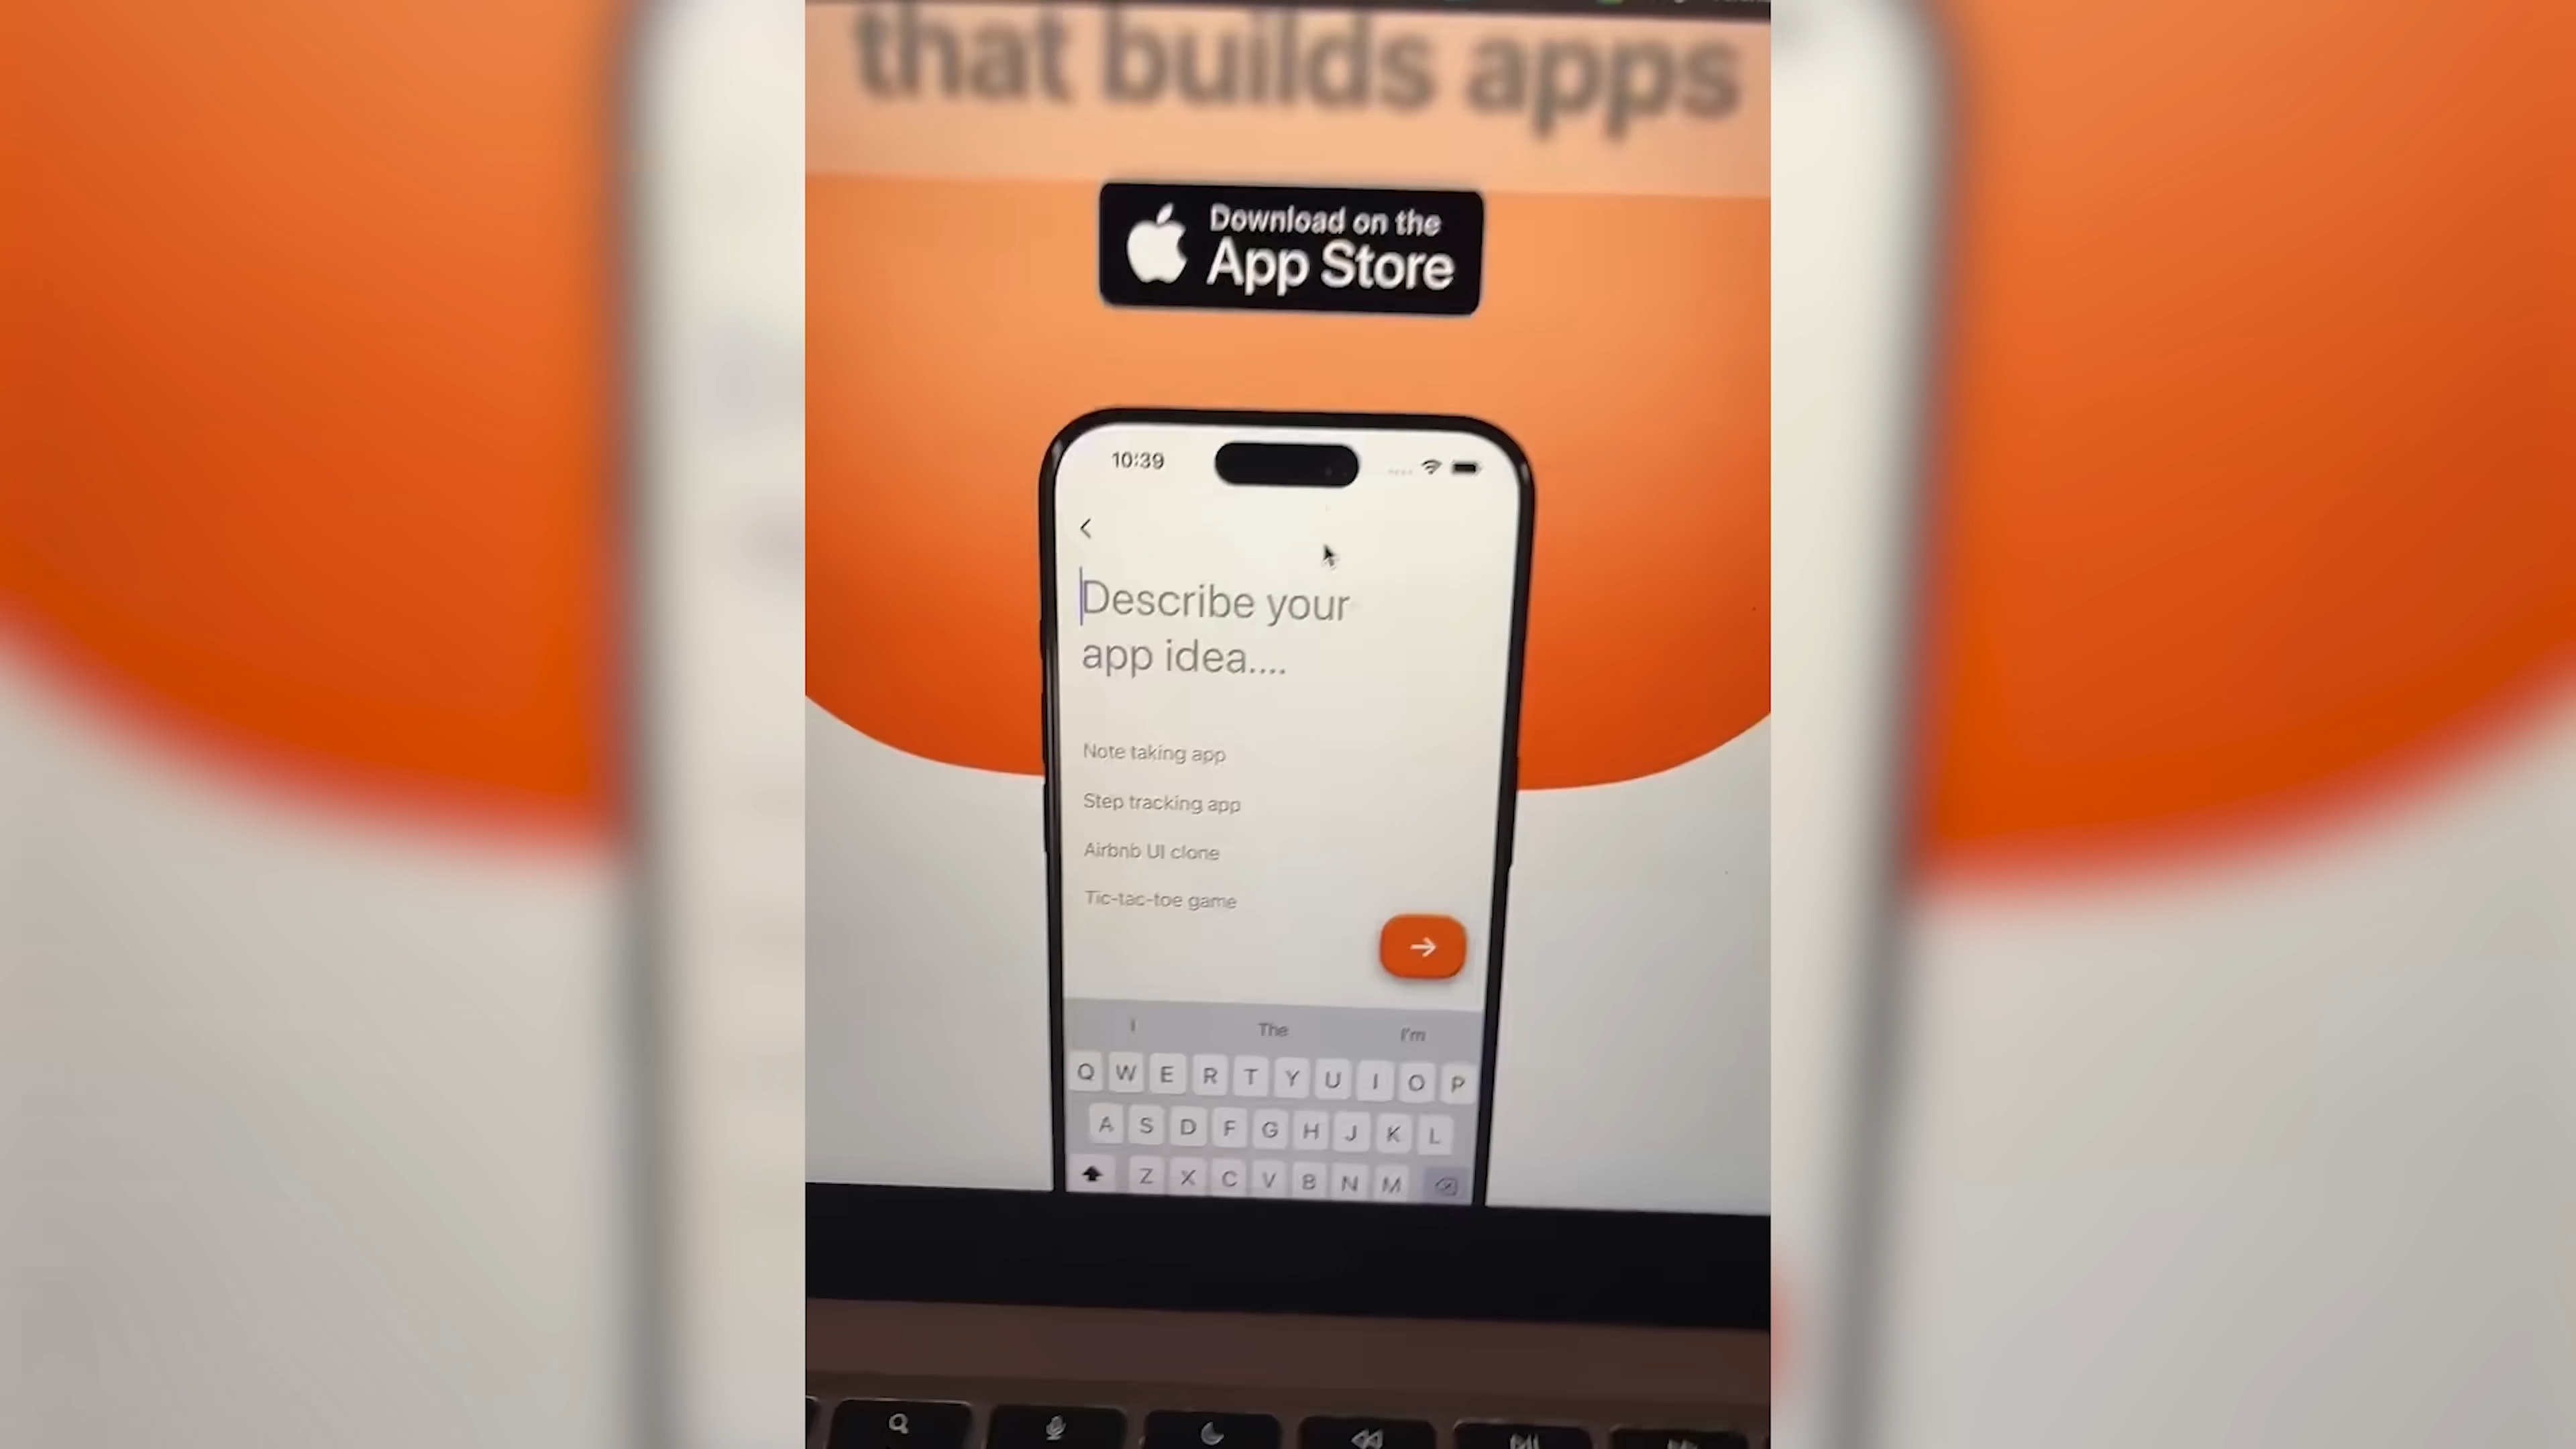 that builds apps
Download on the
App Store
10:39
Describe your
app idea....
Note taking app
Step tracking app
Airbnb UI clone
Tic-tac-toe game
I The I'm
Q W E R T Y U I O P
A S D F G H J K L
Z X C V B N M